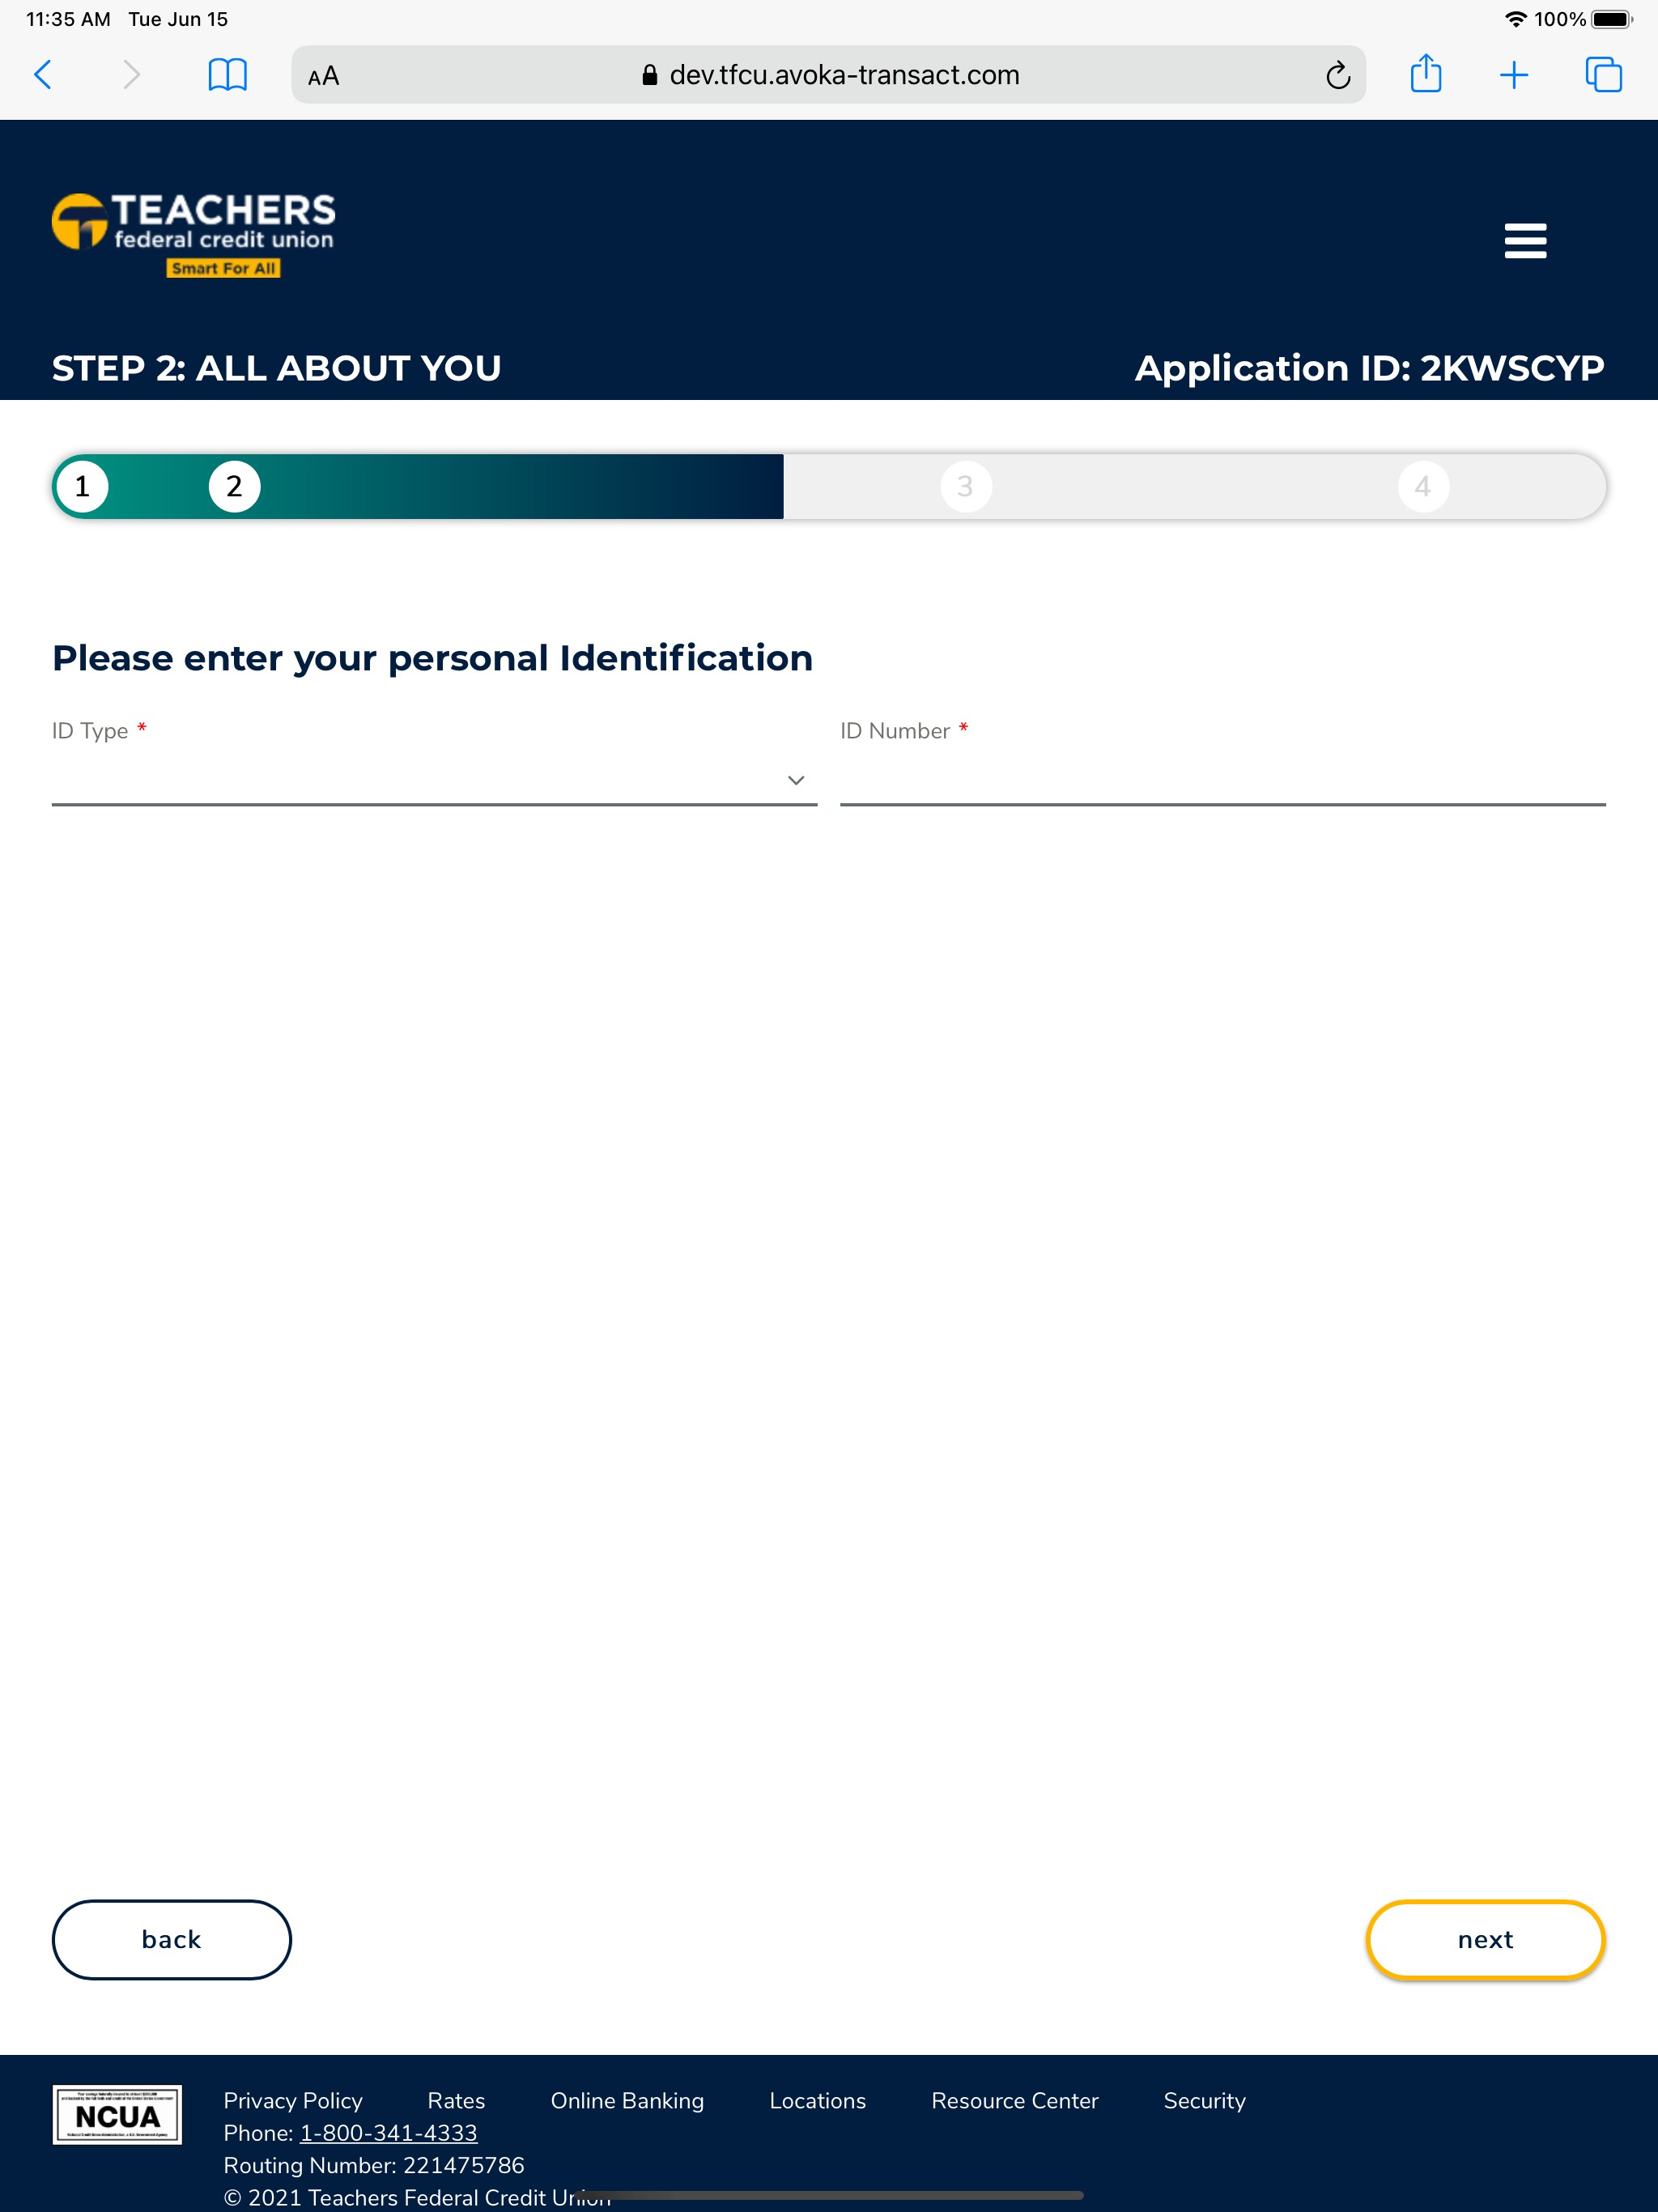 11:35 AM Tue Jun 15 100%
AA dev.tfcu.avoka-transact.com
TEACHERS
federal credit union
Smart For All
STEP 2: ALL ABOUT YOU Application ID: 2KWSCYP
1 2 3 4
Please enter your personal Identification
ID Type * ID Number *
back next
NCUA
Privacy Policy Rates Online Banking Locations Resource Center Security
Phone: 1-800-341-4333
Routing Number: 221475786
© 2021 Teachers Federal Credit Union